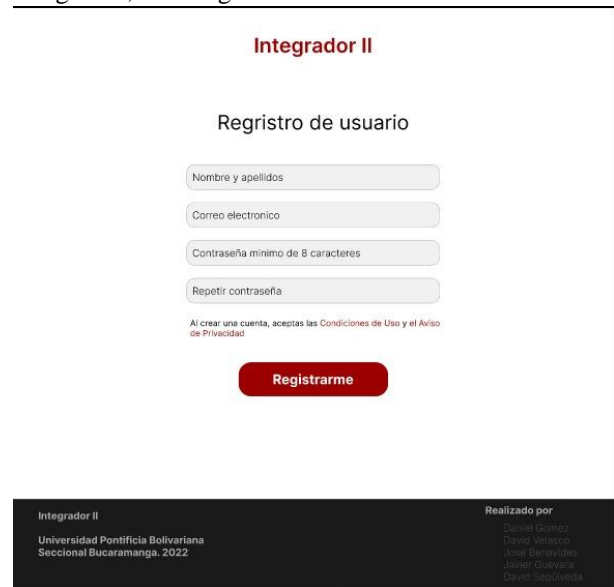 Integrador II
Regristro de usuario
Nombre y apellidos
Correo electronico
Contraseña minimo de 8 caracteres
Repetir contraseña
Al crear una cuenta, aceptas las Condiciones de Uso y el Aviso
de Privacidad
Registrarme
Integrador II
Universidad Pontificia Bolivariana
Seccional Bucaramanga. 2022
Realizado por
Daniel Gomez
David Velasco
Jose Benavides
Javier Guevara
David Sepúlveda